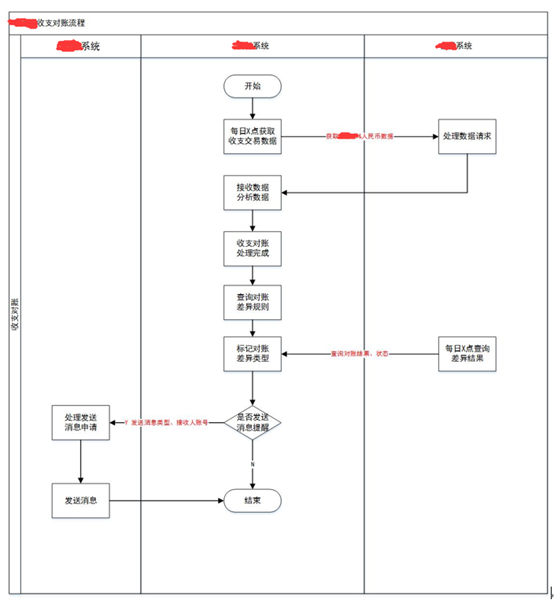 收支对账流程
系统
系统
系统
开始
每日X点获取
收支交易数据
获取
人民币数据
处理数据请求
接收数据
分析数据
收支对账
处理完成
查询对账
差异规则
收支对账
标记对账
差异类型
查询对账结果、状态
每日X点查询
差异结果
处理发送
消息申请
Y 发送消息类型、接收人账号
是否发送
消息提醒
N
发送消息
结束